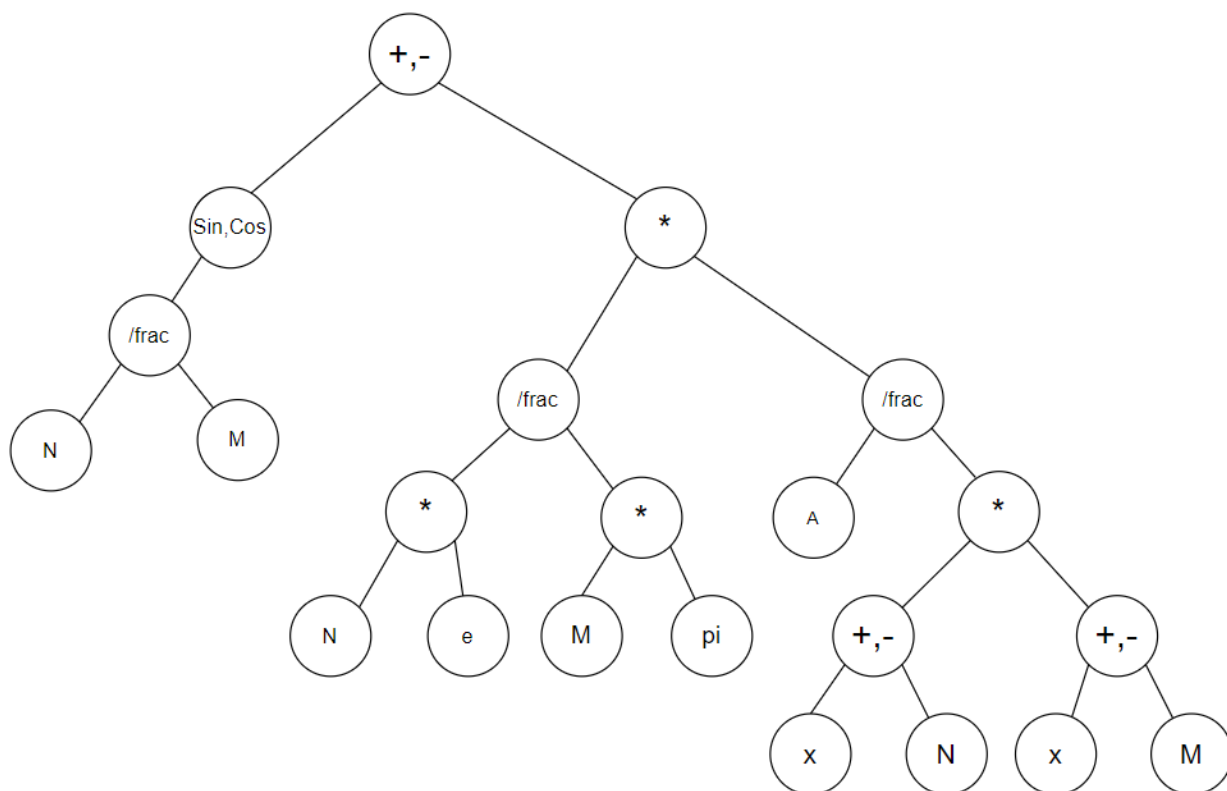 +,-
Sin,Cos
*
/frac
/frac
/frac
N
M
*
*
A
*
N
e
M
pi
+,-
+,-
x
N
x
M